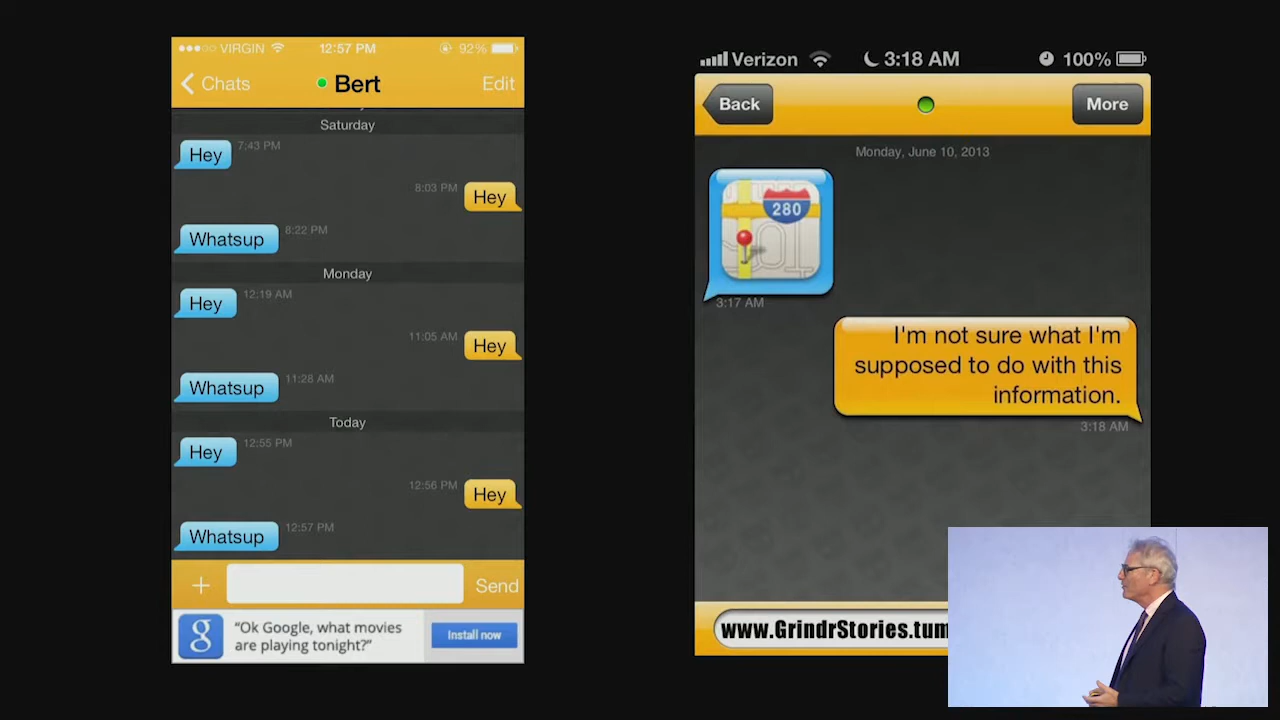 VIRGIN 12:57 PM 92%
Chats Bert Edit
Saturday
Hey 7:43 PM
8:03 PM Hey
Whatsup 8:22 PM
Monday
Hey 12:19 AM
11:05 AM Hey
Whatsup 11:28 AM
Today
Hey 12:55 PM
12:56 PM Hey
Whatsup 12:57 PM
+ Send
g "Ok Google, what movies
are playing tonight?"
Install now
Verizon 3:18 AM 100%
Back More
Monday, June 10, 2013
280
3:17 AM
I'm not sure what I'm
supposed to do with this
information.
3:18 AM
www.GrindrStories.tum